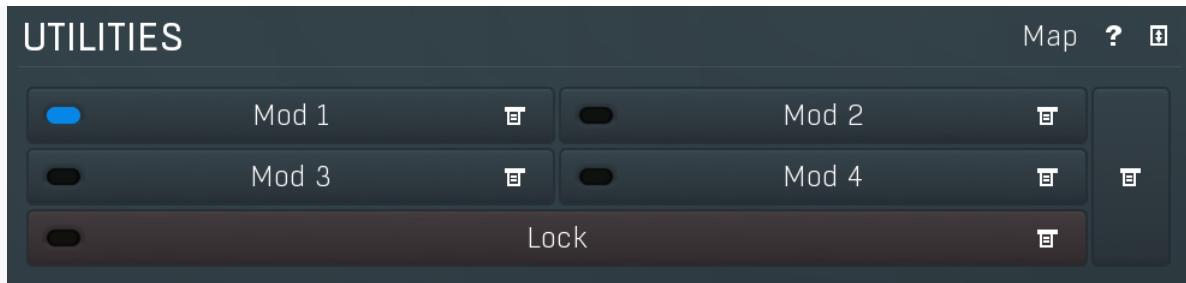 UTILITIES Map ?
Mod 1 Mod 2
Mod 3 Mod 4
Lock